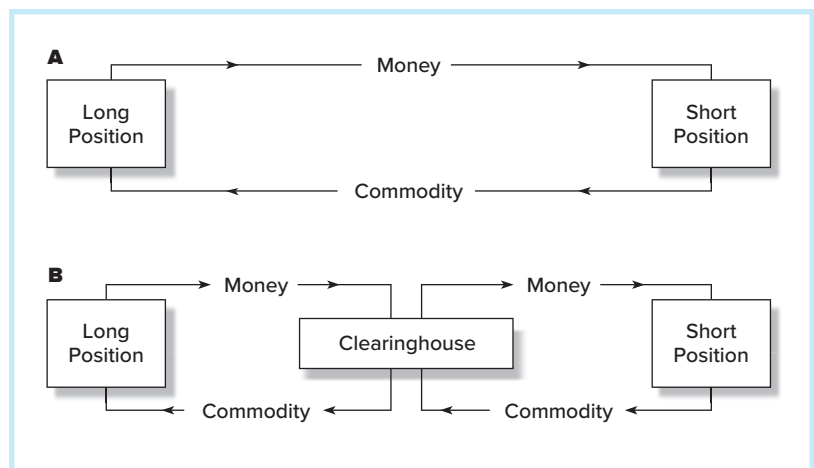 A
Money
Long
Position
Short
Position
Commodity
B
Money
Money
Long
Position
Clearinghouse
Short
Position
Commodity
Commodity